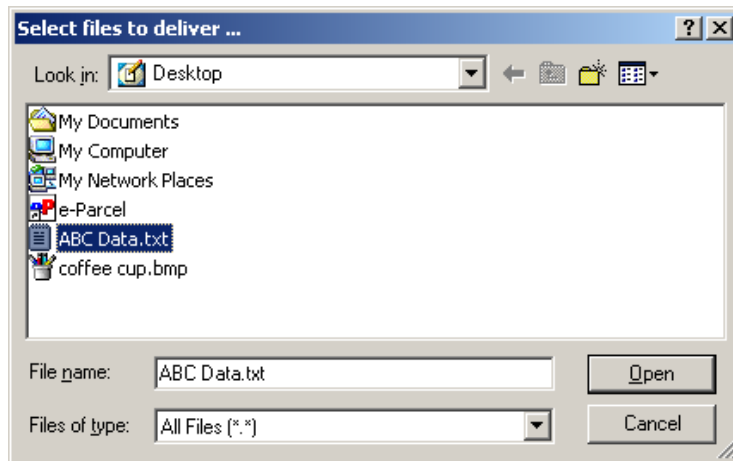 Select files to deliver ...
Look in: Desktop
My Documents
My Computer
My Network Places
e-Parcel
ABC Data.txt
coffee cup.bmp
File name: ABC Data.txt Open
Files of type: All Files (*.*) Cancel